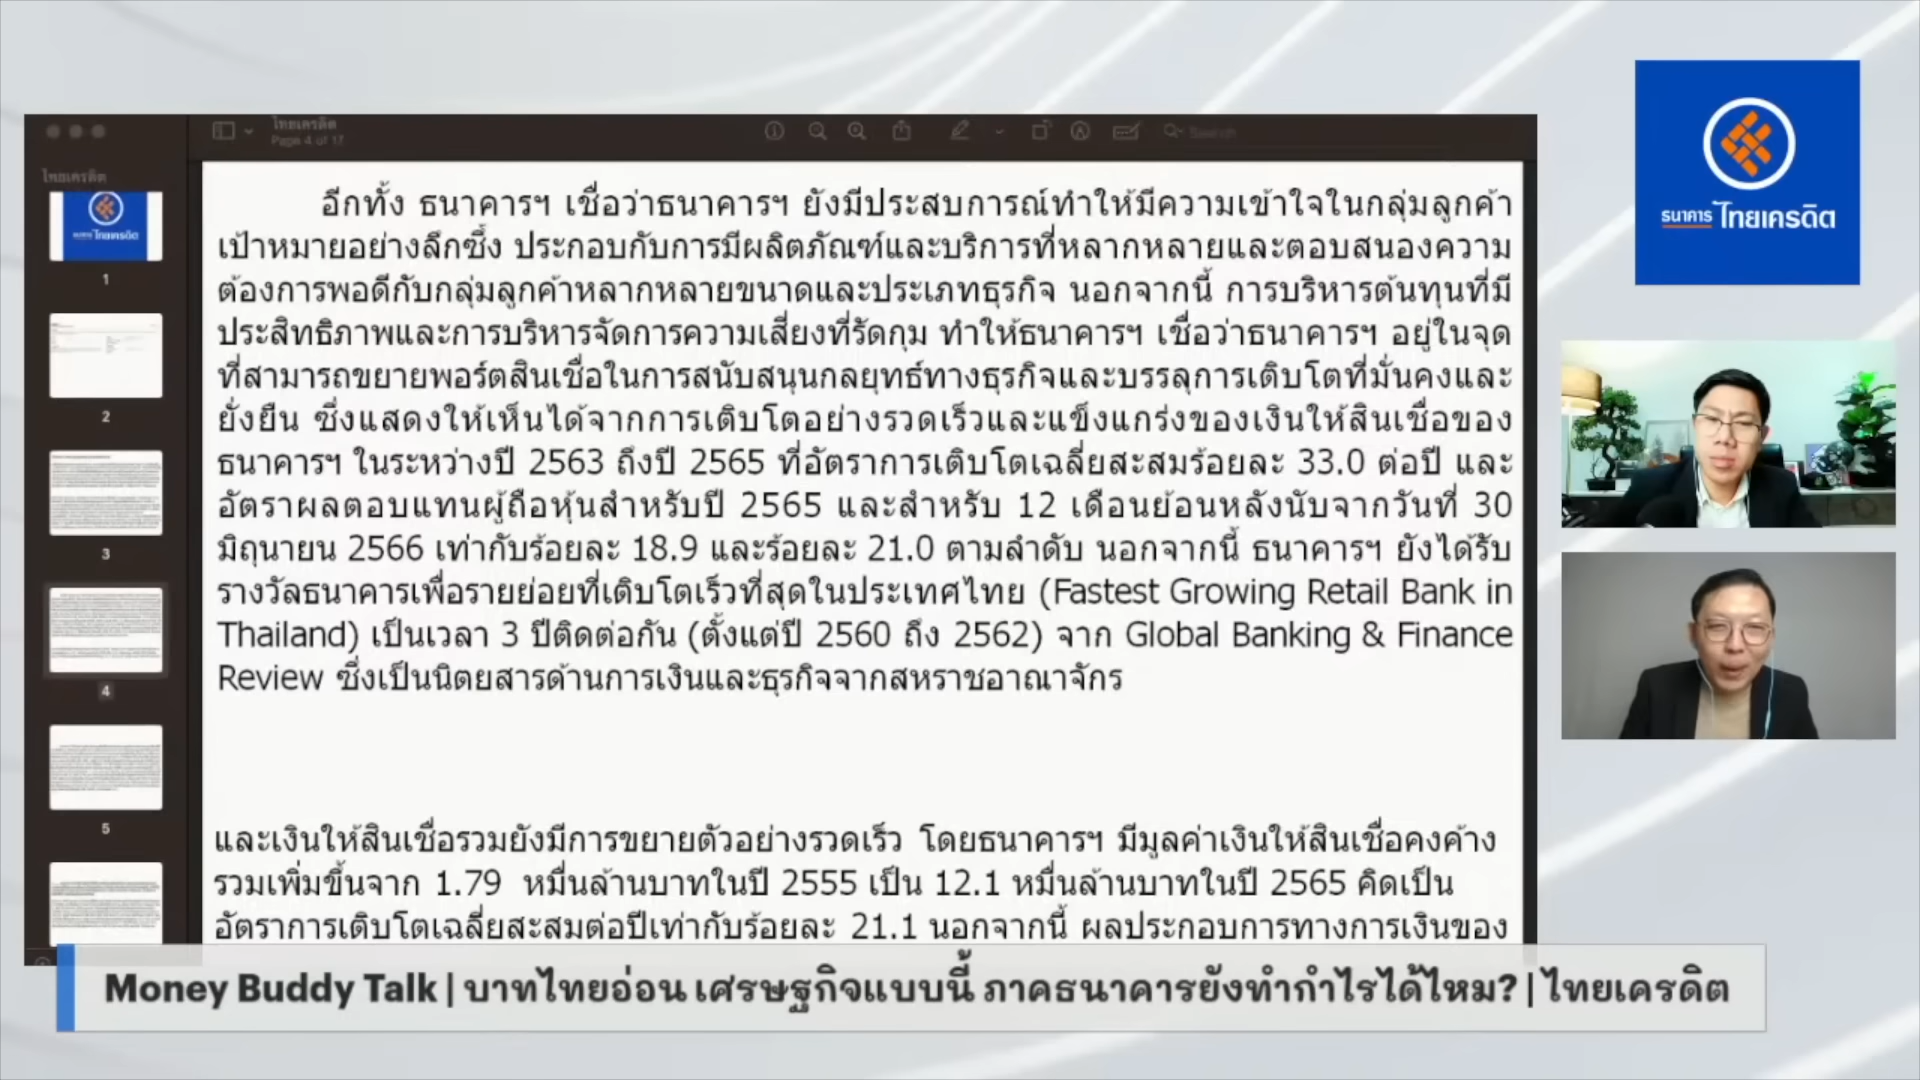 ไทยเครดิต
Page 4 of 17
Search
ไทยเครดิต
ธนาคาร ไทยเครดิต
1
2
3
4
5
อีกทั้ง ธนาคารฯ เชื่อว่าธนาคารฯ ยังมีประสบการณ์ทำให้มีความเข้าใจในกลุ่มลูกค้า
เป้าหมายอย่างลึกซึ้ง ประกอบกับการมีผลิตภัณฑ์และบริการที่หลากหลายและตอบสนองความ
ต้องการพอดีกับกลุ่มลูกค้าหลากหลายขนาดและประเภทธุรกิจ นอกจากนี้ การบริหารต้นทุนที่มี
ประสิทธิภาพและการบริหารจัดการความเสี่ยงที่รัดกุม ทำให้ธนาคารฯ เชื่อว่าธนาคารฯ อยู่ในจุด
ที่สามารถขยายพอร์ตสินเชื่อในการสนับสนุนกลยุทธ์ทางธุรกิจและบรรลุการเติบโตที่มั่นคงและ
ยั่งยืน ซึ่งแสดงให้เห็นได้จากการเติบโตอย่างรวดเร็วและแข็งแกร่งของเงินให้สินเชื่อของ
ธนาคารฯ ในระหว่างปี 2563 ถึงปี 2565 ที่อัตราการเติบโตเฉลี่ยสะสมร้อยละ 33.0 ต่อปี และ
อัตราผลตอบแทนผู้ถือหุ้นสำหรับปี 2565 และสำหรับ 12 เดือนย้อนหลังนับจากวันที่ 30
มิถุนายน 2566 เท่ากับร้อยละ 18.9 และร้อยละ 21.0 ตามลำดับ นอกจากนี้ ธนาคารฯ ยังได้รับ
รางวัลธนาคารเพื่อรายย่อยที่เติบโตเร็วที่สุดในประเทศไทย (Fastest Growing Retail Bank in
Thailand) เป็นเวลา 3 ปีติดต่อกัน (ตั้งแต่ปี 2560 ถึง 2562) จาก Global Banking & Finance
Review ซึ่งเป็นนิตยสารด้านการเงินและธุรกิจจากสหราชอาณาจักร
และเงินให้สินเชื่อรวมยังมีการขยายตัวอย่างรวดเร็ว โดยธนาคารฯ มีมูลค่าเงินให้สินเชื่อคงค้าง
รวมเพิ่มขึ้นจาก 1.79 หมื่นล้านบาทในปี 2555 เป็น 12.1 หมื่นล้านบาทในปี 2565 คิดเป็น
อัตราการเติบโตเฉลี่ยสะสมต่อปีเท่ากับร้อยละ 21.1 นอกจากนี้ ผลประกอบการทางการเงินของ
ธนาคาร ไทยเครดิต
Money Buddy Talk | บาทไทยอ่อน เศรษฐกิจแบบนี้ ภาคธนาคารยังทำกำไรได้ไหม? | ไทยเครดิต